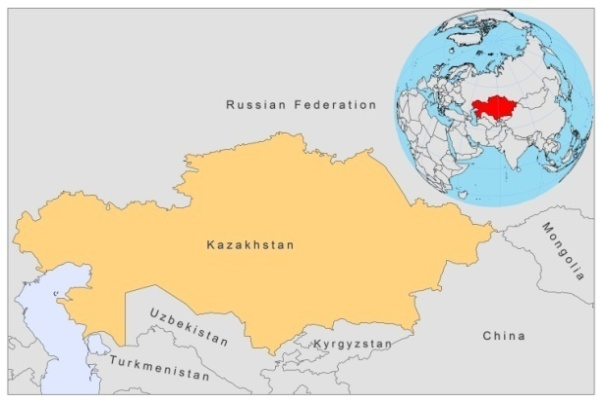 Russian Federation
Kazakhstan
Mongolia
Uzbekistan
Kyrgyzstan
China
Turkmenistan